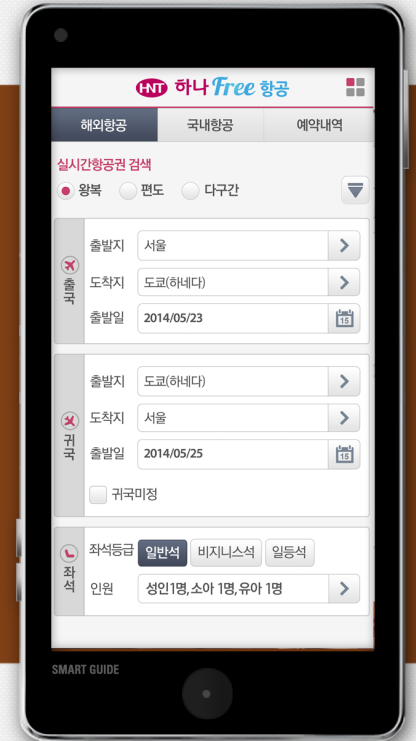 HNT 하나 Free 항공
해외항공 국내항공 예약내역
실시간항공권 검색
왕복 편도 다구간
출국
출발지 서울
도착지 도쿄(하네다)
출발일 2014/05/23 15
귀국
출발지 도쿄(하네다)
도착지 서울
출발일 2014/05/25 15
귀국미정
좌석
좌석등급 일반석 비지니스석 일등석
인원 성인1명,소아 1명,유아 1명
SMART GUIDE